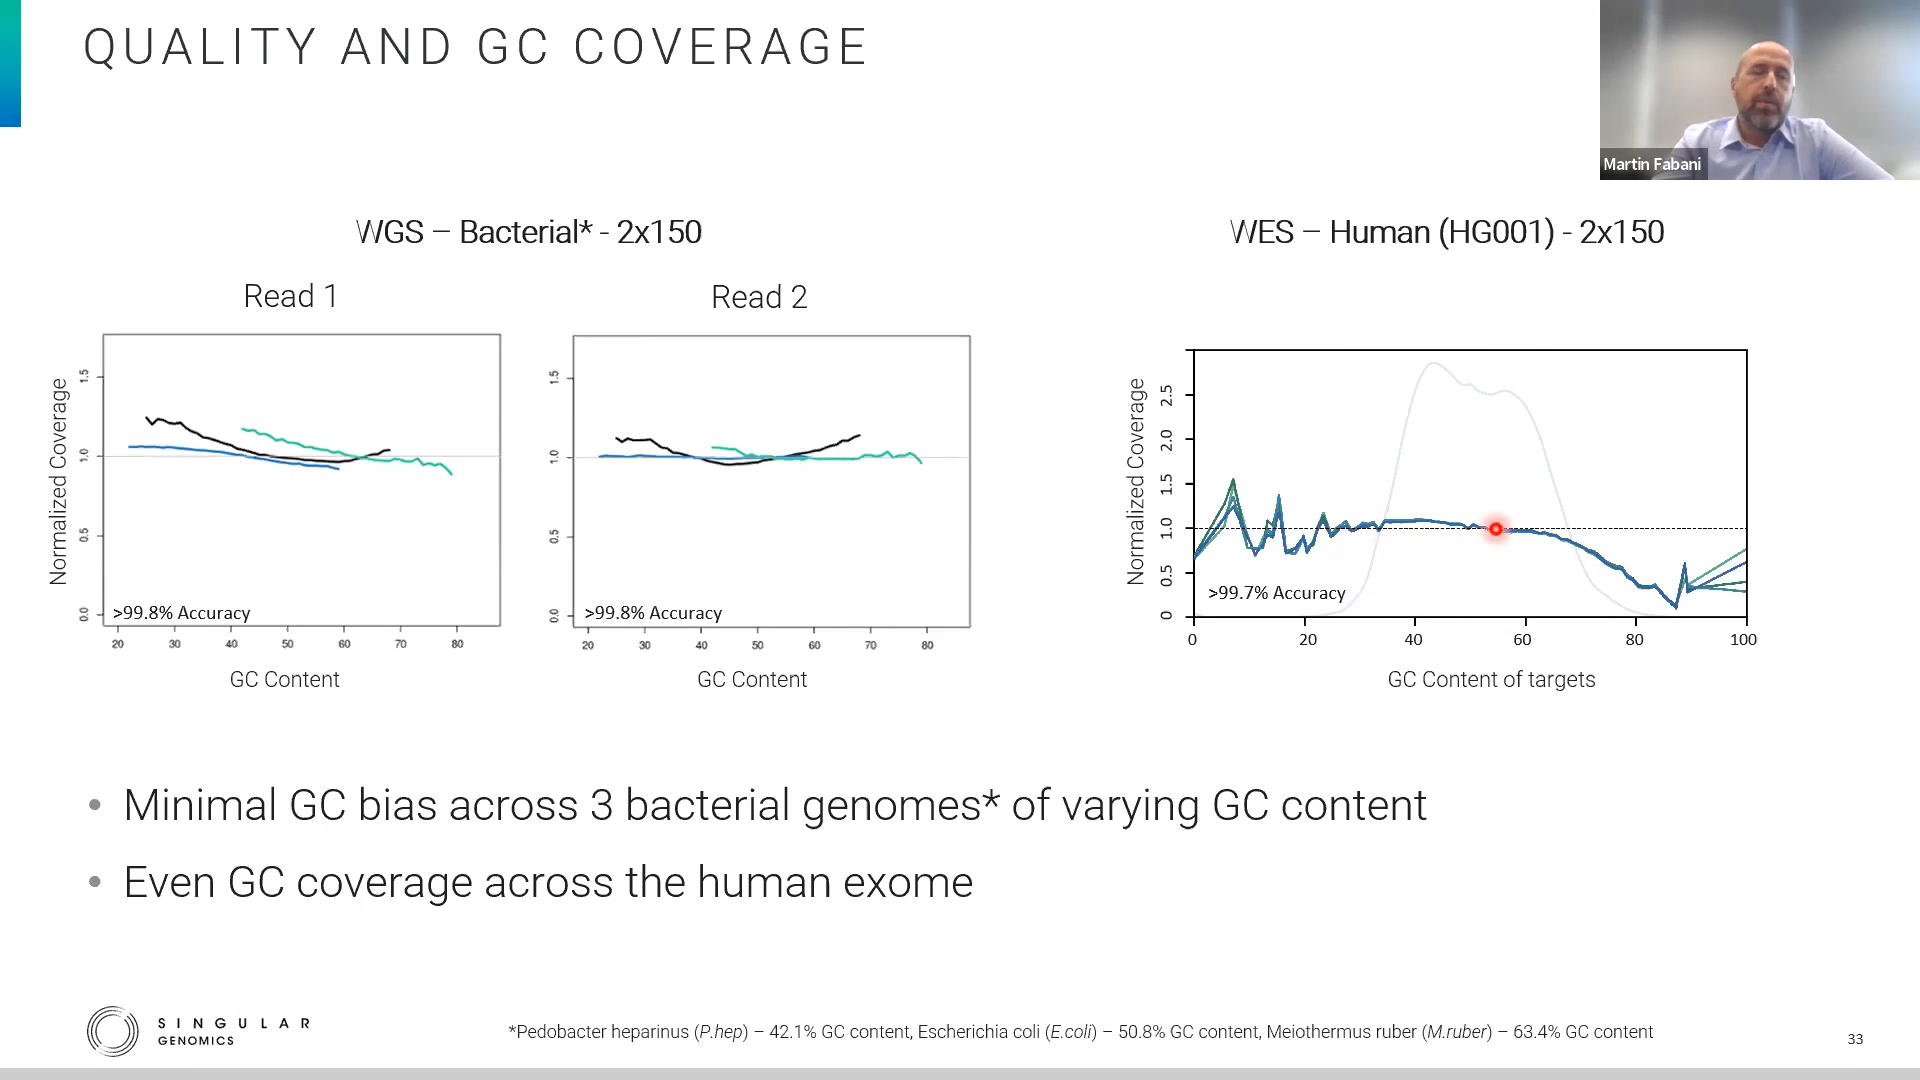 QUALITY AND GC COVERAGE
Martin Fabani
WGS – Bacterial* - 2x150
WES – Human (HG001) - 2x150
Read 1
Read 2
Normalized Coverage
1.5
1.0
0.5
0.0
>99.8% Accuracy
20 30 40 50 60 70 80
GC Content
1.5
1.0
0.5
0.0
>99.8% Accuracy
20 30 40 50 60 70 80
GC Content
Normalized Coverage
2.5
2.0
1.5
1.0
0.5
0
>99.7% Accuracy
0 20 40 60 80 100
GC Content of targets
• Minimal GC bias across 3 bacterial genomes* of varying GC content
• Even GC coverage across the human exome
SINGULAR
GENOMICS
*Pedobacter heparinus (P.hep) – 42.1% GC content, Escherichia coli (E.coli) – 50.8% GC content, Meiothermus ruber (M.ruber) – 63.4% GC content
33